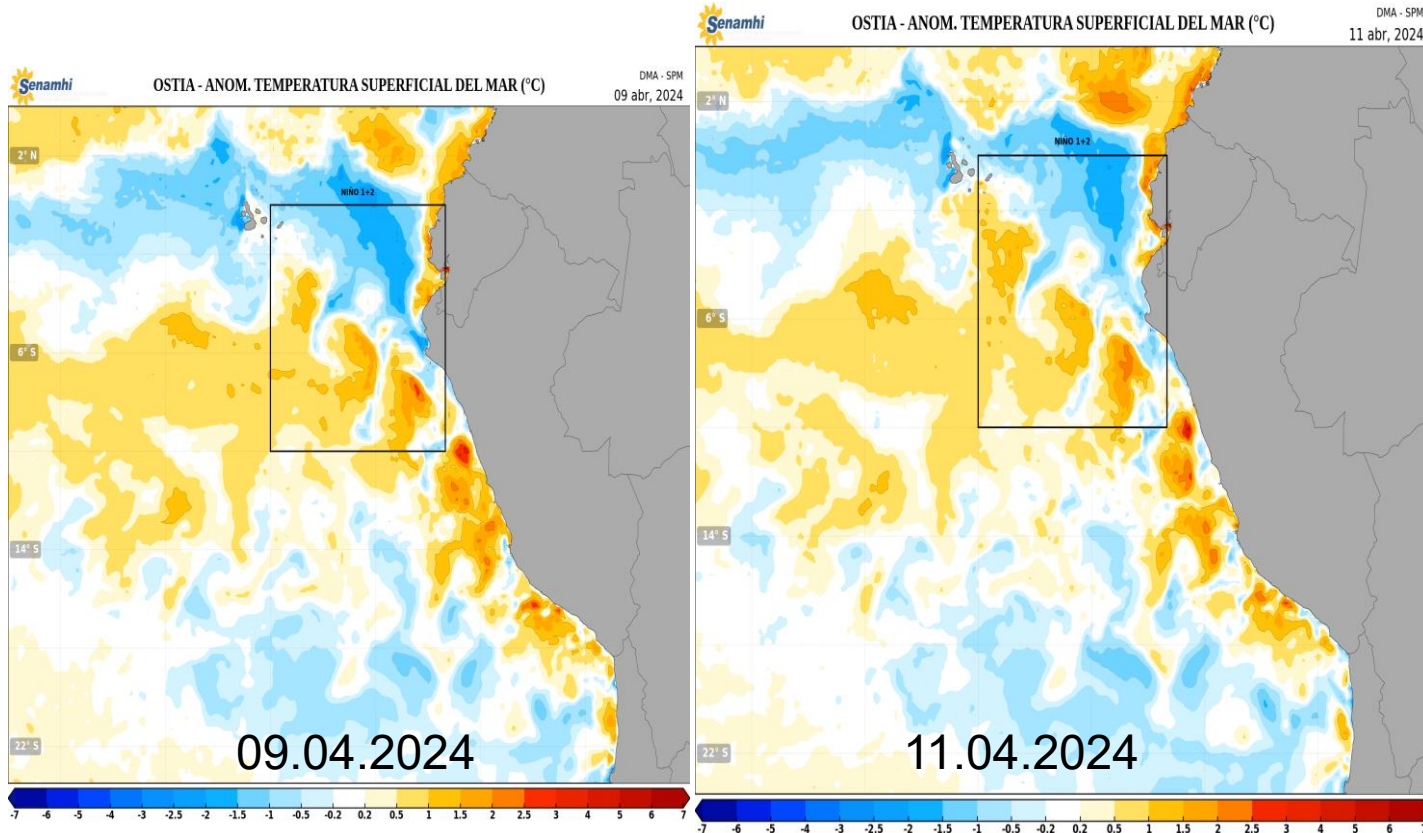 Senamhi
OSTIA - ANOM. TEMPERATURA SUPERFICIAL DEL MAR (°C)
DMA - SPM
09 abr, 2024
2° N
NIÑO 1+2
6° S
14° S
22° S
09.04.2024
-7 -6 -5 -4 -3 -2.5 -2 -1.5 -1 -0.5 -0.2 0.2 0.5 1 1.5 2 2.5 3 4 5 6 7
Senamhi
OSTIA - ANOM. TEMPERATURA SUPERFICIAL DEL MAR (°C)
DMA - SPM
11 abr, 2024
2° N
NIÑO 1+2
6° S
14° S
22° S
11.04.2024
-7 -6 -5 -4 -3 -2.5 -2 -1.5 -1 -0.5 -0.2 0.2 0.5 1 1.5 2 2.5 3 4 5 6